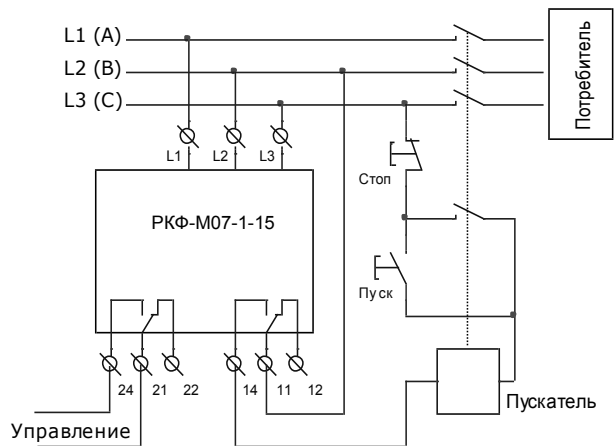 L1 (A)
L2 (B)
L3 (C)
Потребитель
L1
L2
L3
Стоп
РКФ-М07-1-15
Пуск
24
21
22
14
11
12
Пускатель
Управление